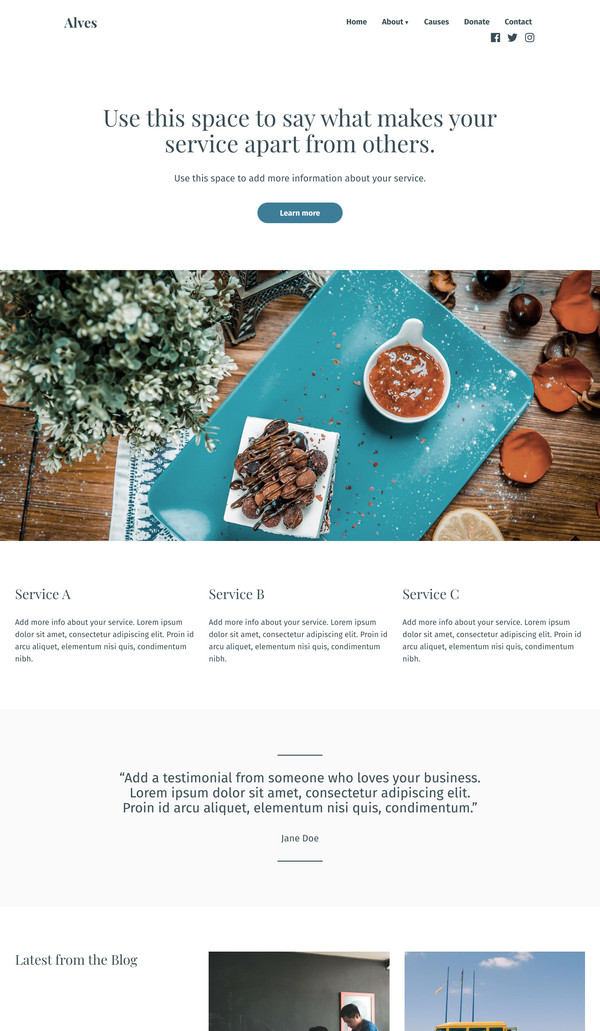 Alves
Home About ▾ Causes Donate Contact
Use this space to say what makes your
service apart from others.
Use this space to add more information about your service.
Learn more
Service A
Add more info about your service. Lorem ipsum
dolor sit amet, consectetur adipiscing elit. Proin id
arcu aliquet, elementum nisi quis, condimentum
nibh.
Service B
Add more info about your service. Lorem ipsum
dolor sit amet, consectetur adipiscing elit. Proin id
arcu aliquet, elementum nisi quis, condimentum
nibh.
Service C
Add more info about your service. Lorem ipsum
dolor sit amet, consectetur adipiscing elit. Proin id
arcu aliquet, elementum nisi quis, condimentum
nibh.
“Add a testimonial from someone who loves your business.
Lorem ipsum dolor sit amet, consectetur adipiscing elit.
Proin id arcu aliquet, elementum nisi quis, condimentum.”
Jane Doe
Latest from the Blog